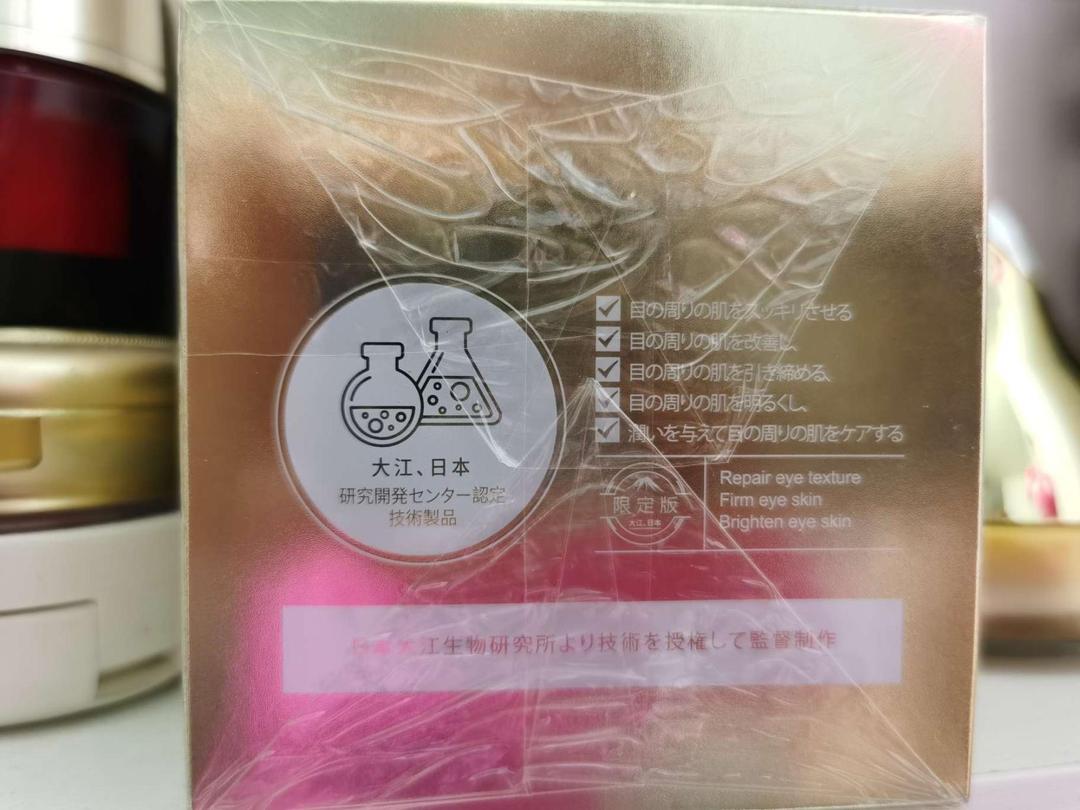 大江、日本
研究開発センター認定
技術製品
目の周りの肌をスッキリさせる
目の周りの肌を改善し、
目の周りの肌を引き締める、
目の周りの肌を明るくし、
潤いを与えて目の周りの肌をケアする
限定版
大江、日本
Repair eye texture
Firm eye skin
Brighten eye skin
日本大江生物研究所より技術を授権して監督制作